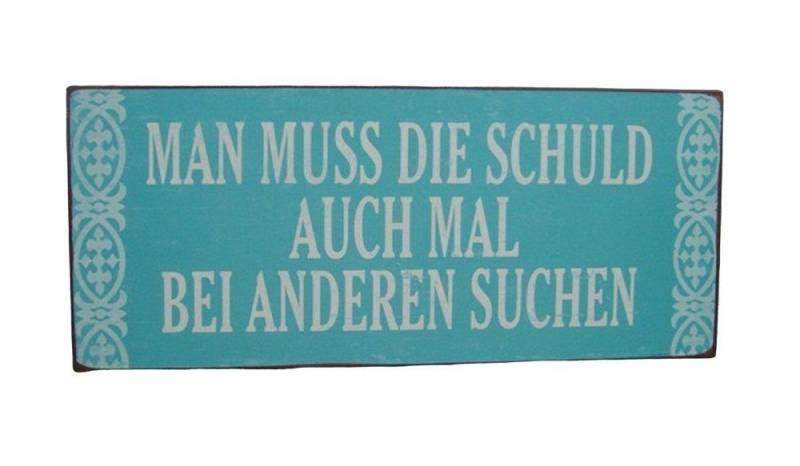 MAN MUSS DIE SCHULD
AUCH MAL
BEI ANDEREN SUCHEN